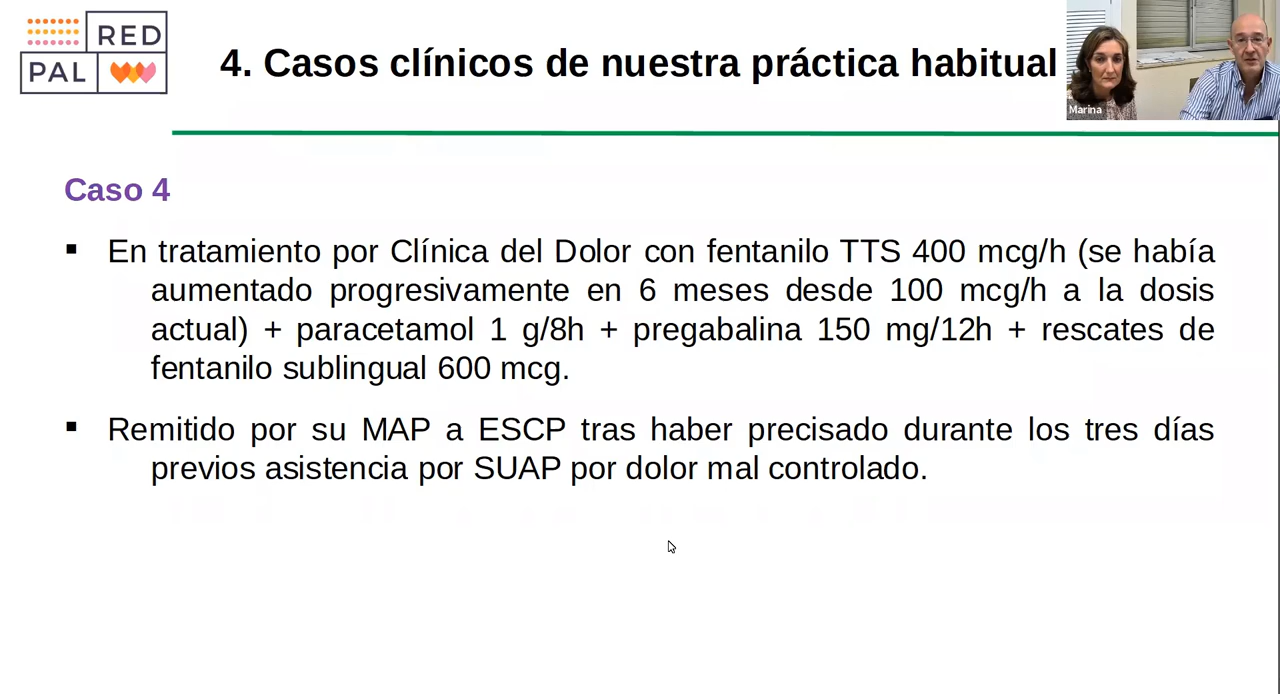 RED
PAL
4. Casos clínicos de nuestra práctica habitual
Marina
Caso 4
▪ En tratamiento por Clínica del Dolor con fentanilo TTS 400 mcg/h (se había
aumentado progresivamente en 6 meses desde 100 mcg/h a la dosis
actual) + paracetamol 1 g/8h + pregabalina 150 mg/12h + rescates de
fentanilo sublingual 600 mcg.
▪ Remitido por su MAP a ESCP tras haber precisado durante los tres días
previos asistencia por SUAP por dolor mal controlado.